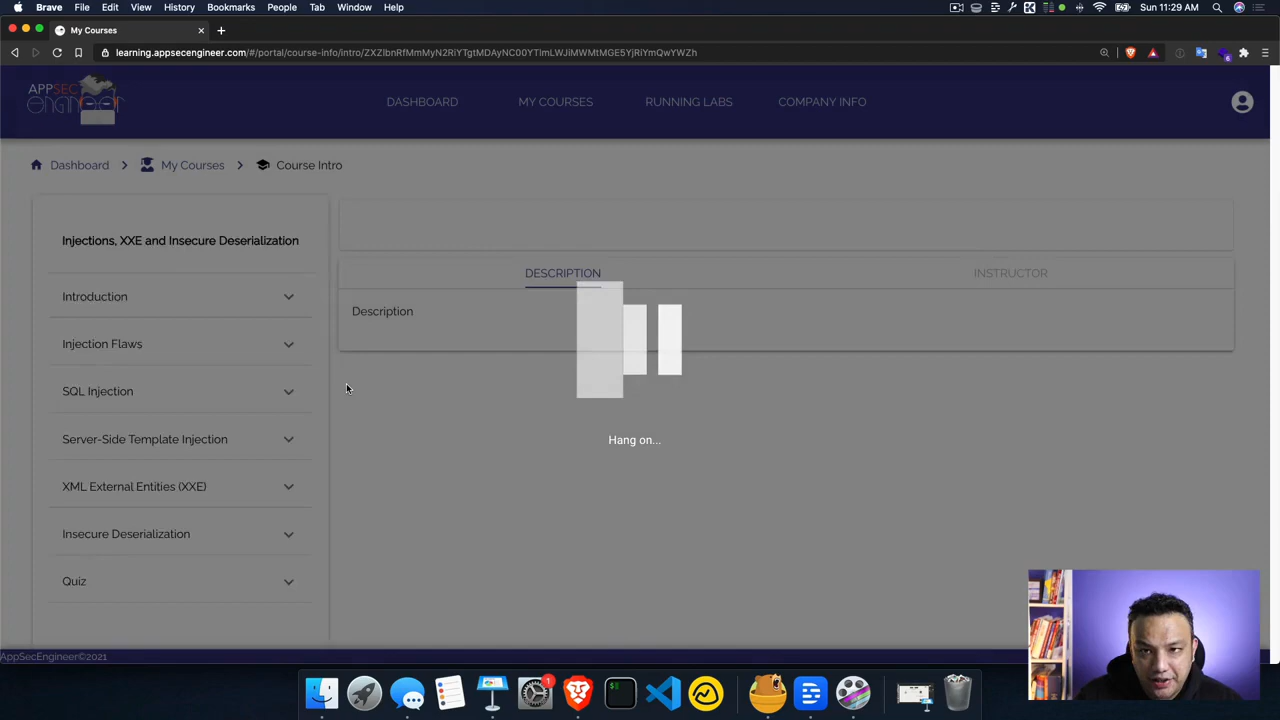 Brave File Edit View History Bookmarks People Tab Window Help
Sun 11:29 AM
My Courses
learning.appsecengineer.com/#/portal/course-info/intro/ZXZlbnRfMmMyN2RiYTgtMDAyNC00YTlmLWJiMWMtMGE5YjRiYmQwYWZh
APPSEC
engineer
DASHBOARD
MY COURSES
RUNNING LABS
COMPANY INFO
Dashboard
My Courses
Course Intro
Injections, XXE and Insecure Deserialization
Introduction
Injection Flaws
SQL Injection
Server-Side Template Injection
XML External Entities (XXE)
Insecure Deserialization
Quiz
DESCRIPTION
INSTRUCTOR
Description
Hang on...
AppSecEngineer©2021